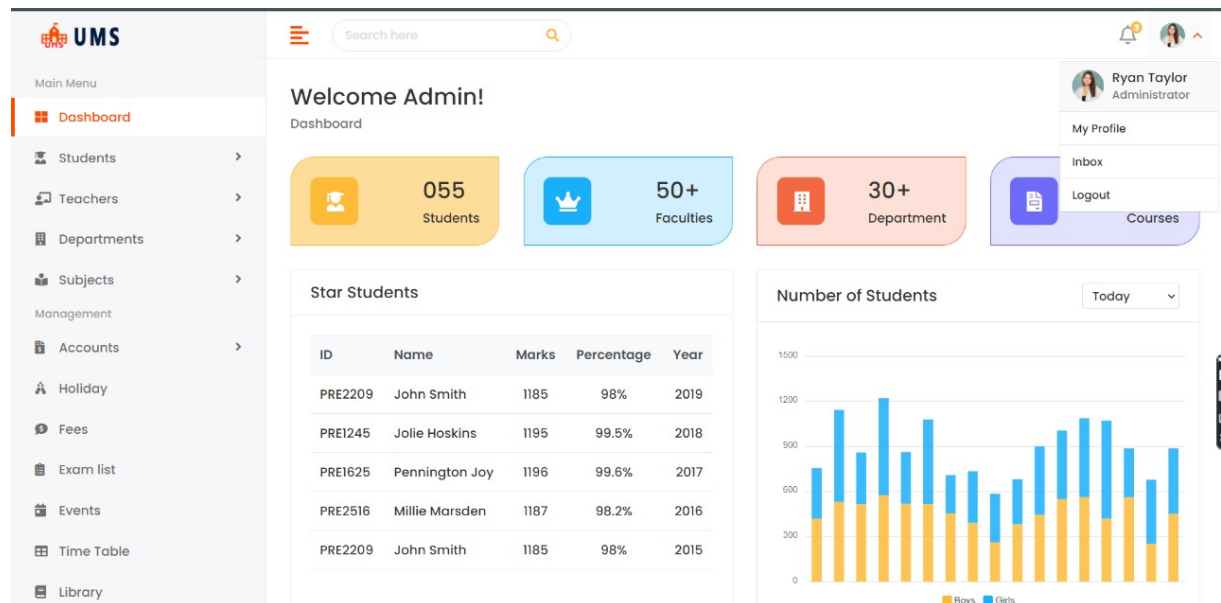 UMS UMS
Search here
3
Main Menu
Dashboard
Students
Teachers
Departments
Subjects
Management
Accounts
Holiday
Fees
Exam list
Events
Time Table
Library
Welcome Admin!
Dashboard
Ryan Taylor
Administrator
My Profile
Inbox
Logout
055
Students
50+
Faculties
30+
Department
Courses
Star Students
ID Name Marks Percentage Year
PRE2209 John Smith 1185 98% 2019
PRE1245 Jolie Hoskins 1195 99.5% 2018
PRE1625 Pennington Joy 1196 99.6% 2017
PRE2516 Millie Marsden 1187 98.2% 2016
PRE2209 John Smith 1185 98% 2015
Number of Students
Today
1500
1200
900
600
300
0
Boys Girls